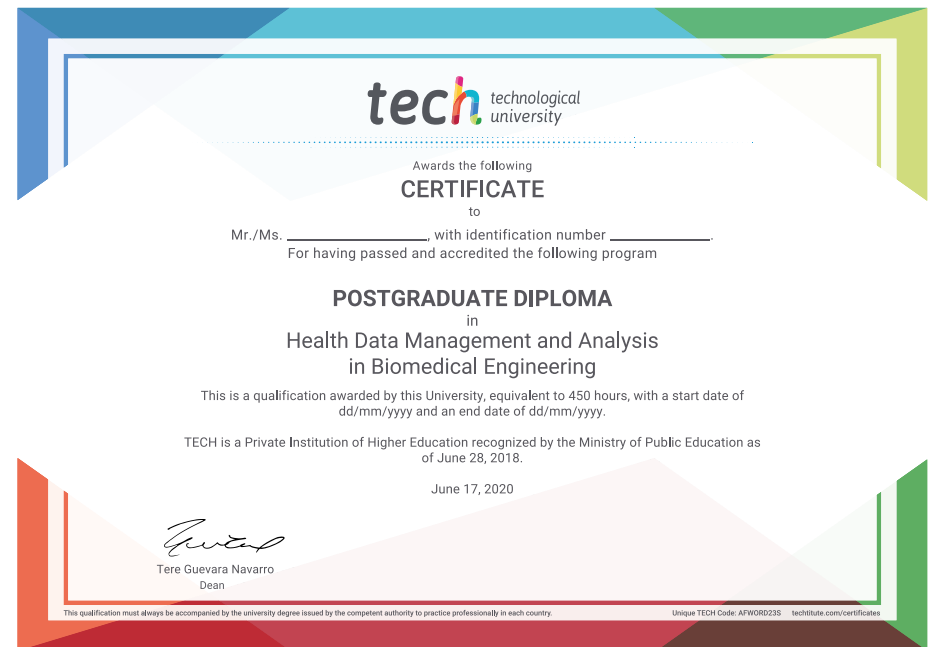 tech technological
university
Awards the following
CERTIFICATE
to
Mr./Ms. ____________________, with identification number ______________.
For having passed and accredited the following program
POSTGRADUATE DIPLOMA
in
Health Data Management and Analysis
in Biomedical Engineering
This is a qualification awarded by this University, equivalent to 450 hours, with a start date of
dd/mm/yyyy and an end date of dd/mm/yyyy.
TECH is a Private Institution of Higher Education recognized by the Ministry of Public Education as
of June 28, 2018.
June 17, 2020
Tere Guevara Navarro
Dean
This qualification must always be accompanied by the university degree issued by the competent authority to practice professionally in each country.
Unique TECH Code: AFWORD23S techtitute.com/certificates